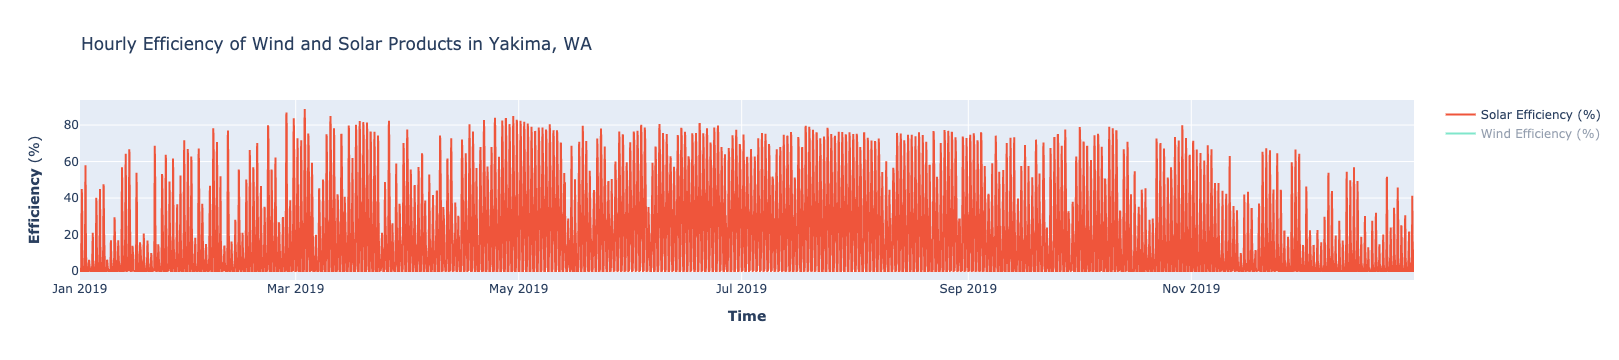 Hourly Efficiency of Wind and Solar Products in Yakima, WA
Solar Efficiency (%)
Wind Efficiency (%)
Efficiency (%)
80
60
40
20
0
Jan 2019
Mar 2019
May 2019
Jul 2019
Sep 2019
Nov 2019
Time